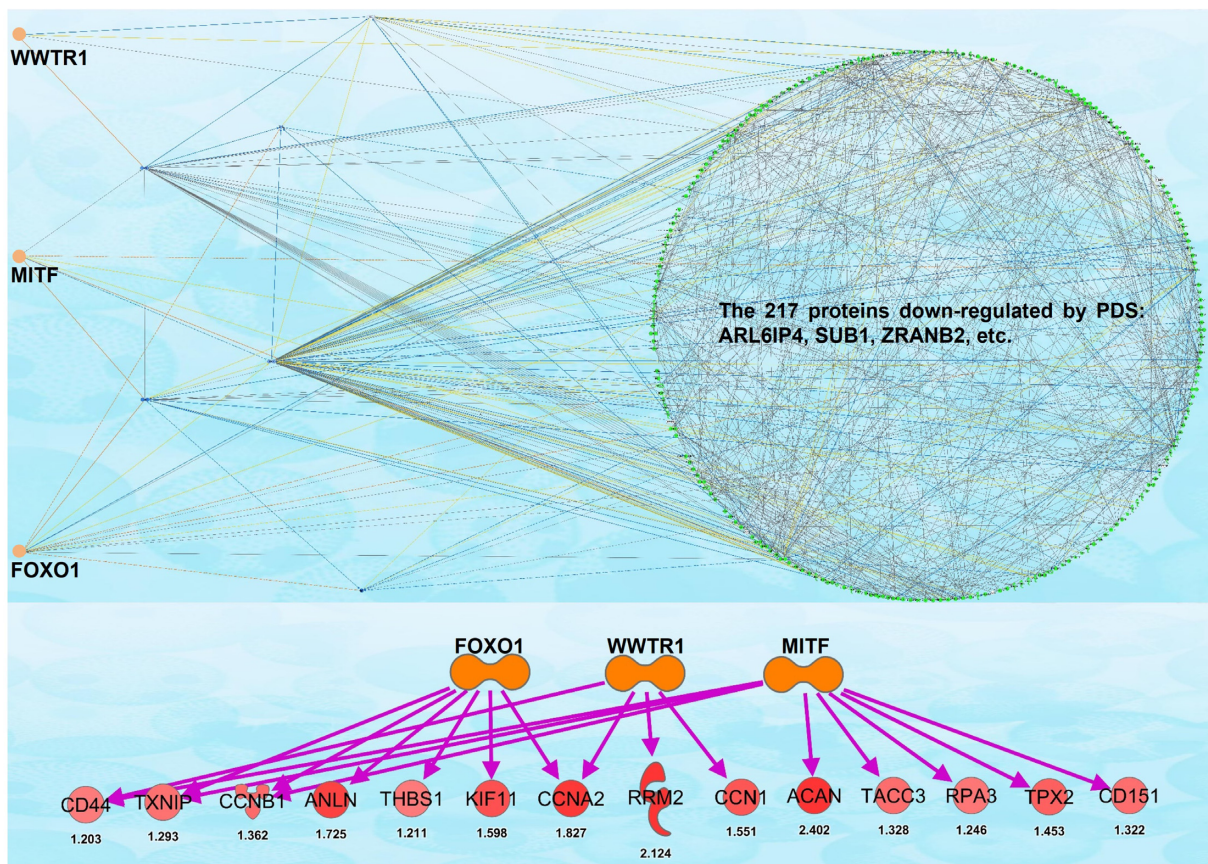 WWTR1
MITF
The 217 proteins down-regulated by PDS:
ARL6IP4, SUB1, ZRANB2, etc.
FOXO1
FOXO1 WWTR1 MITF
CD44 TXNIP CCNB1 ANLN THBS1 KIF11 CCNA2 RRM2 CCN1 ACAN TACC3 RPA3 TPX2 CD151
1.203 1.293 1.362 1.725 1.211 1.598 1.827 2.124 1.551 2.402 1.328 1.246 1.453 1.322